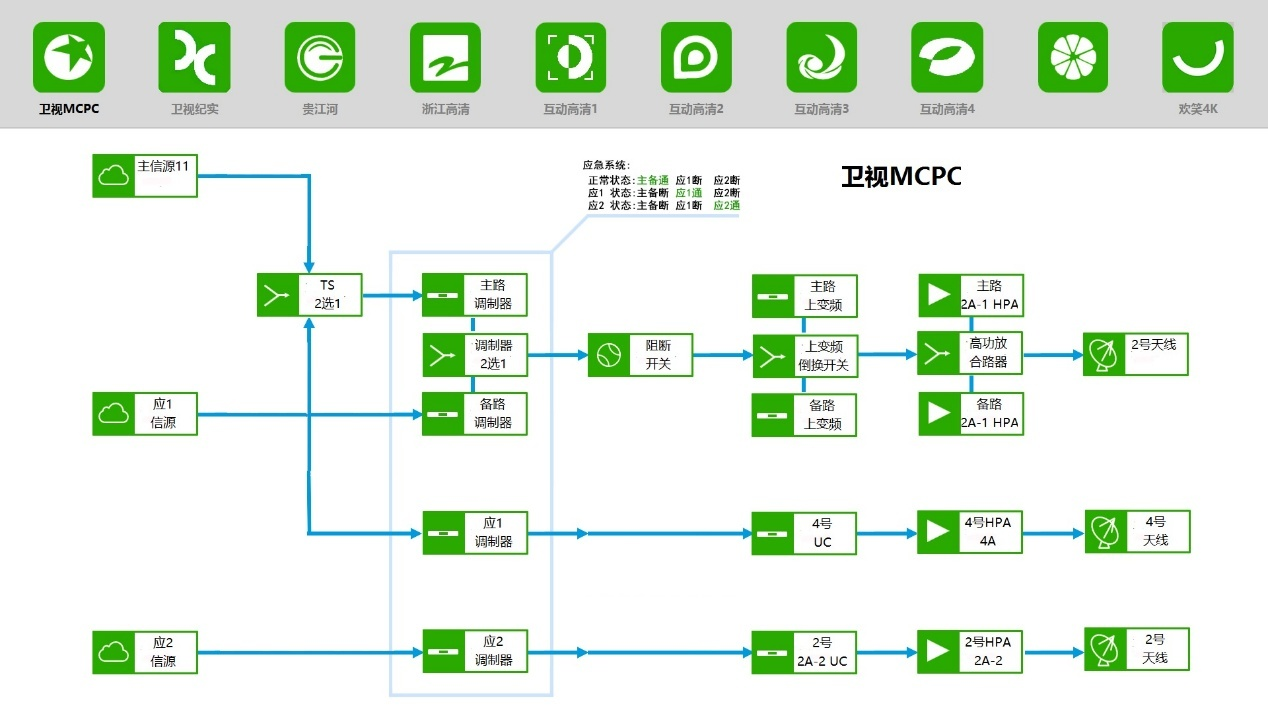 卫视MCPC
卫视纪实
贵江河
浙江高清
互动高清1
互动高清2
互动高清3
互动高清4
欢笑4K
主信源11
应急系统:
正常状态:主备通 应1断 应2断
应1 状态:主备断 应1通 应2断
应2 状态:主备断 应1断 应2通
卫视MCPC
TS
2选1
主路
调制器
主路
上变频
主路
2A-1 HPA
调制器
2选1
阻断
开关
上变频
倒换开关
高功放
合路器
2号天线
应1
信源
备路
调制器
备路
上变频
备路
2A-1 HPA
应1
调制器
4号
UC
4号HPA
4A
4号
天线
应2
信源
应2
调制器
2号
2A-2 UC
2号HPA
2A-2
2号
天线